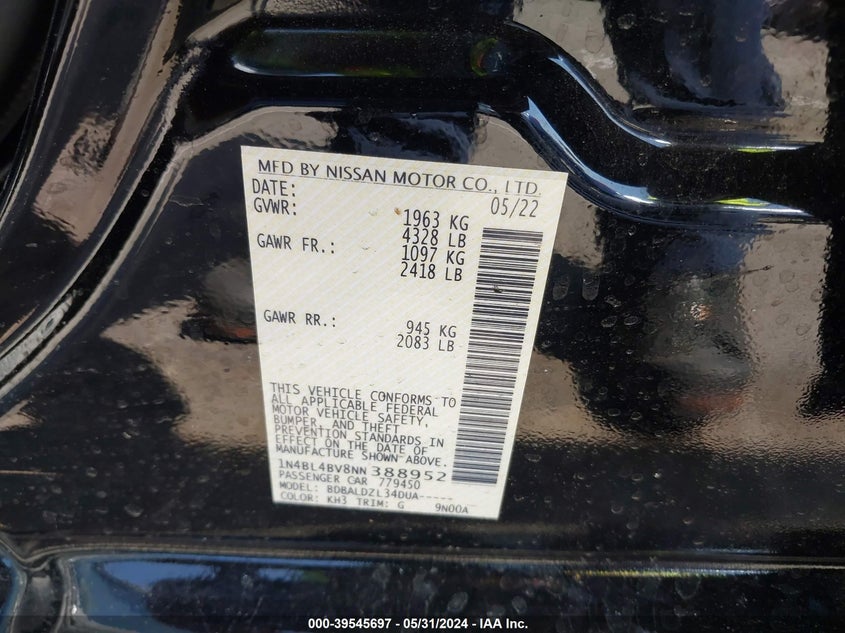 MFD BY NISSAN MOTOR CO., LTD.
DATE: 05/22
GVWR: 1963 KG
4328 LB
GAWR FR.: 1097 KG
2418 LB
GAWR RR.: 945 KG
2083 LB
THIS VEHICLE CONFORMS TO
ALL APPLICABLE FEDERAL
MOTOR VEHICLE SAFETY,
BUMPER, AND THEFT
PREVENTION STANDARDS IN
EFFECT ON THE DATE OF
MANUFACTURE SHOWN ABOVE.
1N4BL4BV8NN388952
PASSENGER CAR 779450
MODEL: BDBALDZL34DUA-----
COLOR: KH3 TRIM: G 9N00A
000-39545697 - 05/31/2024 - IAA Inc.